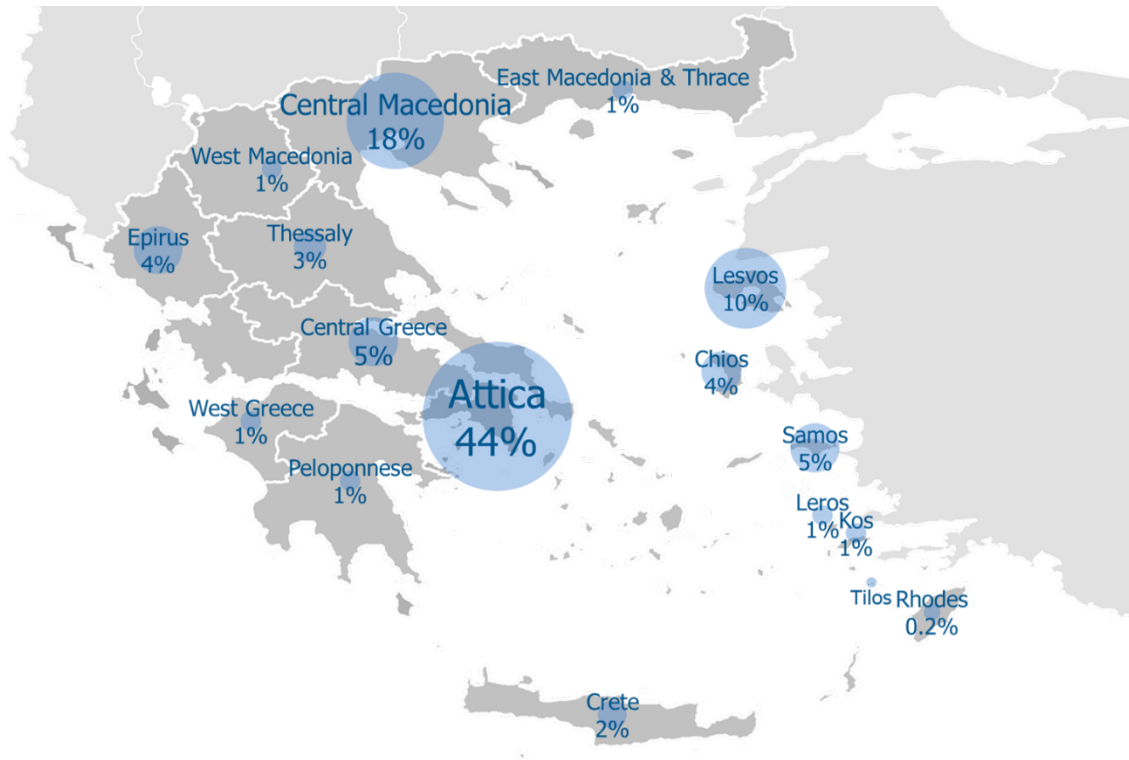 East Macedonia & Thrace
1%
Central Macedonia
18%
West Macedonia
1%
Epirus
4%
Thessaly
3%
Lesvos
10%
Central Greece
5%
Chios
4%
Attica
44%
West Greece
1%
Samos
5%
Peloponnese
1%
Leros
1%
Kos
1%
Tilos
Rhodes
0.2%
Crete
2%